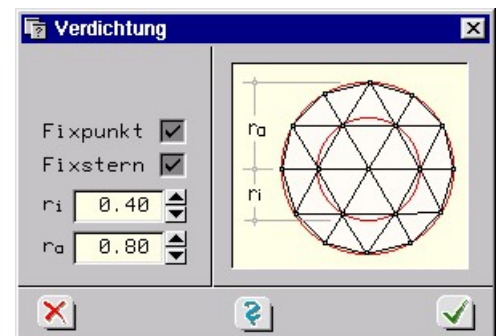 Verdichtung
Fixpunkt
Fixstern
ri 0.40
ra 0.80
ra
ri